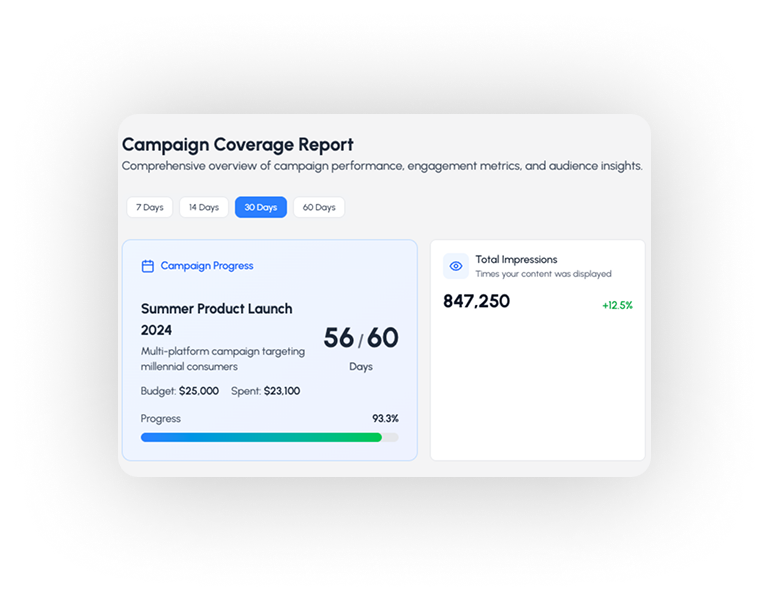 Campaign Coverage Report
Comprehensive overview of campaign performance, engagement metrics, and audience insights.
7 Days 14 Days 30 Days 60 Days
Campaign Progress
Summer Product Launch
2024
Multi-platform campaign targeting
millennial consumers
56 / 60
Days
Budget: $25,000 Spent: $23,100
Progress 93.3%
Total Impressions
Times your content was displayed
847,250 +12.5%